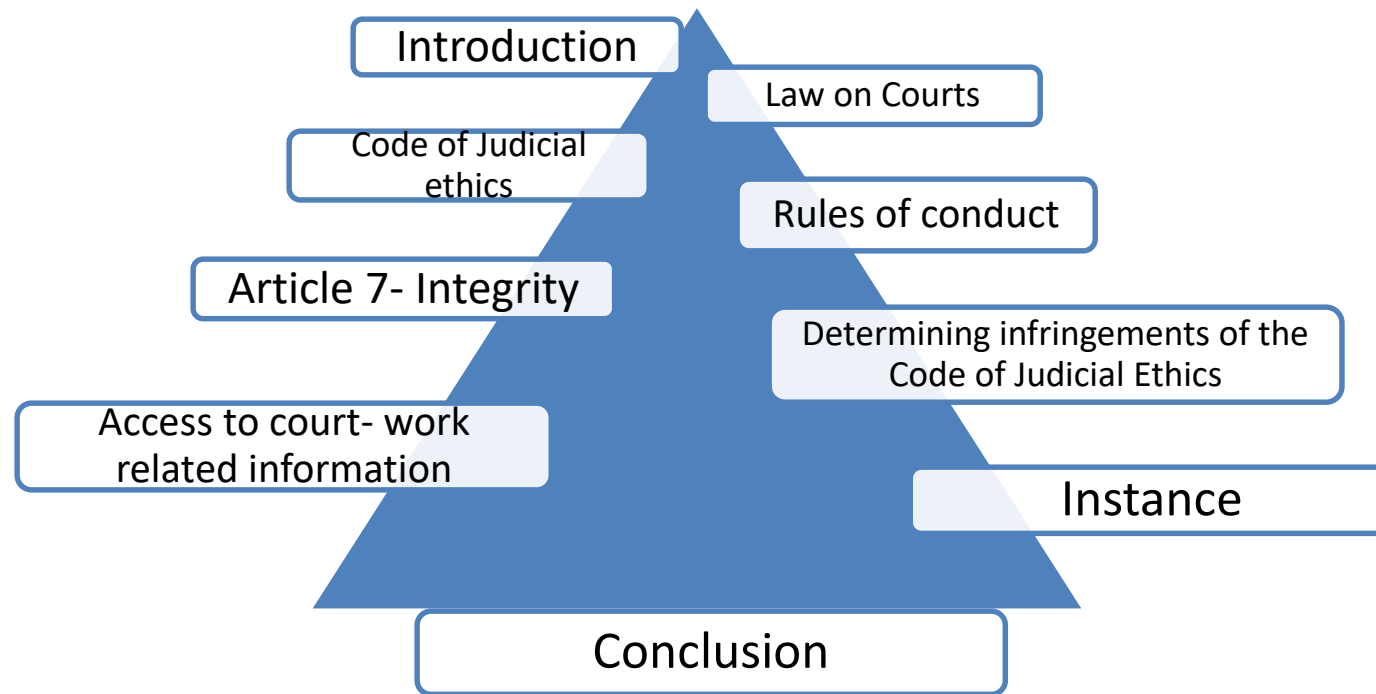 Introduction
Law on Courts
Code of Judicial
ethics
Rules of conduct
Article 7- Integrity
Determining infringements of the
Code of Judicial Ethics
Access to court- work
related information
Instance
Conclusion